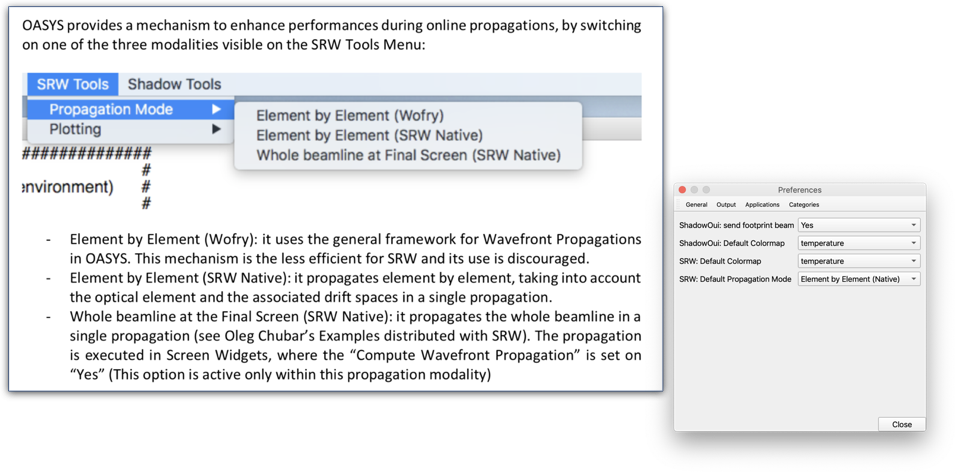 OASYS provides a mechanism to enhance performances during online propagations, by switching
on one of the three modalities visible on the SRW Tools Menu:
SRW Tools Shadow Tools
Propagation Mode
Plotting
Element by Element (Wofry)
Element by Element (SRW Native)
Whole beamline at Final Screen (SRW Native)
##############
#
nvironment) #
#
- Element by Element (Wofry): it uses the general framework for Wavefront Propagations
in OASYS. This mechanism is the less efficient for SRW and its use is discouraged.
- Element by Element (SRW Native): it propagates element by element, taking into account
the optical element and the associated drift spaces in a single propagation.
- Whole beamline at the Final Screen (SRW Native): it propagates the whole beamline in a
single propagation (see Oleg Chubar’s Examples distributed with SRW). The propagation
is executed in Screen Widgets, where the “Compute Wavefront Propagation” is set on
“Yes” (This option is active only within this propagation modality)
Preferences
General Output Applications Categories
ShadowOui: send footprint beam Yes
ShadowOui: Default Colormap temperature
SRW: Default Colormap temperature
SRW: Default Propagation Mode Element by Element (Native)
Close